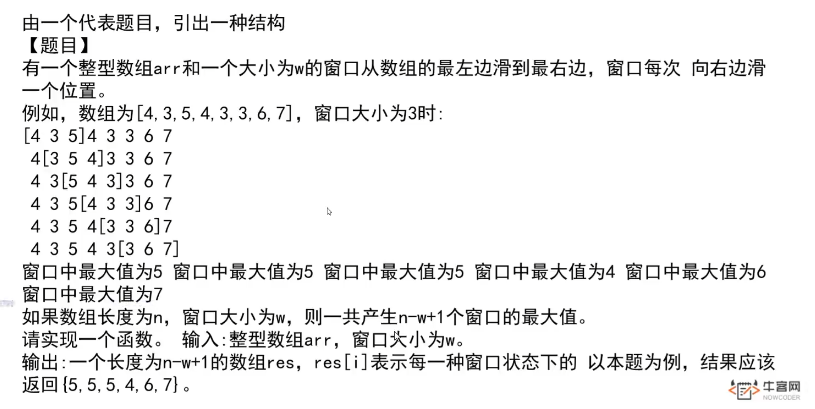 由一个代表题目，引出一种结构
【题目】
有一个整型数组arr和一个大小为w的窗口从数组的最左边滑到最右边，窗口每次 向右边滑
一个位置。
例如，数组为[4,3,5,4,3,3,6,7]，窗口大小为3时:
[4 3 5]4 3 3 6 7
4[3 5 4]3 3 6 7
4 3[5 4 3]3 6 7
4 3 5[4 3 3]6 7
4 3 5 4[3 3 6]7
4 3 5 4 3[3 6 7]
窗口中最大值为5 窗口中最大值为5 窗口中最大值为5 窗口中最大值为4 窗口中最大值为6
窗口中最大值为7
如果数组长度为n，窗口大小为w，则一共产生n-w+1个窗口的最大值。
请实现一个函数。 输入:整型数组arr，窗口大小为w。
输出:一个长度为n-w+1的数组res，res[i]表示每一种窗口状态下的 以本题为例，结果应该
返回{5,5,5,4,6,7}。
牛客网
NOWCODER